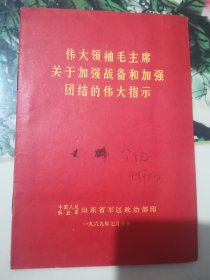 伟大领袖毛主席
关于加强战备和加强
团结的伟大指示
中国人民
解放军 山东省军区政治部印
一九六九年七月